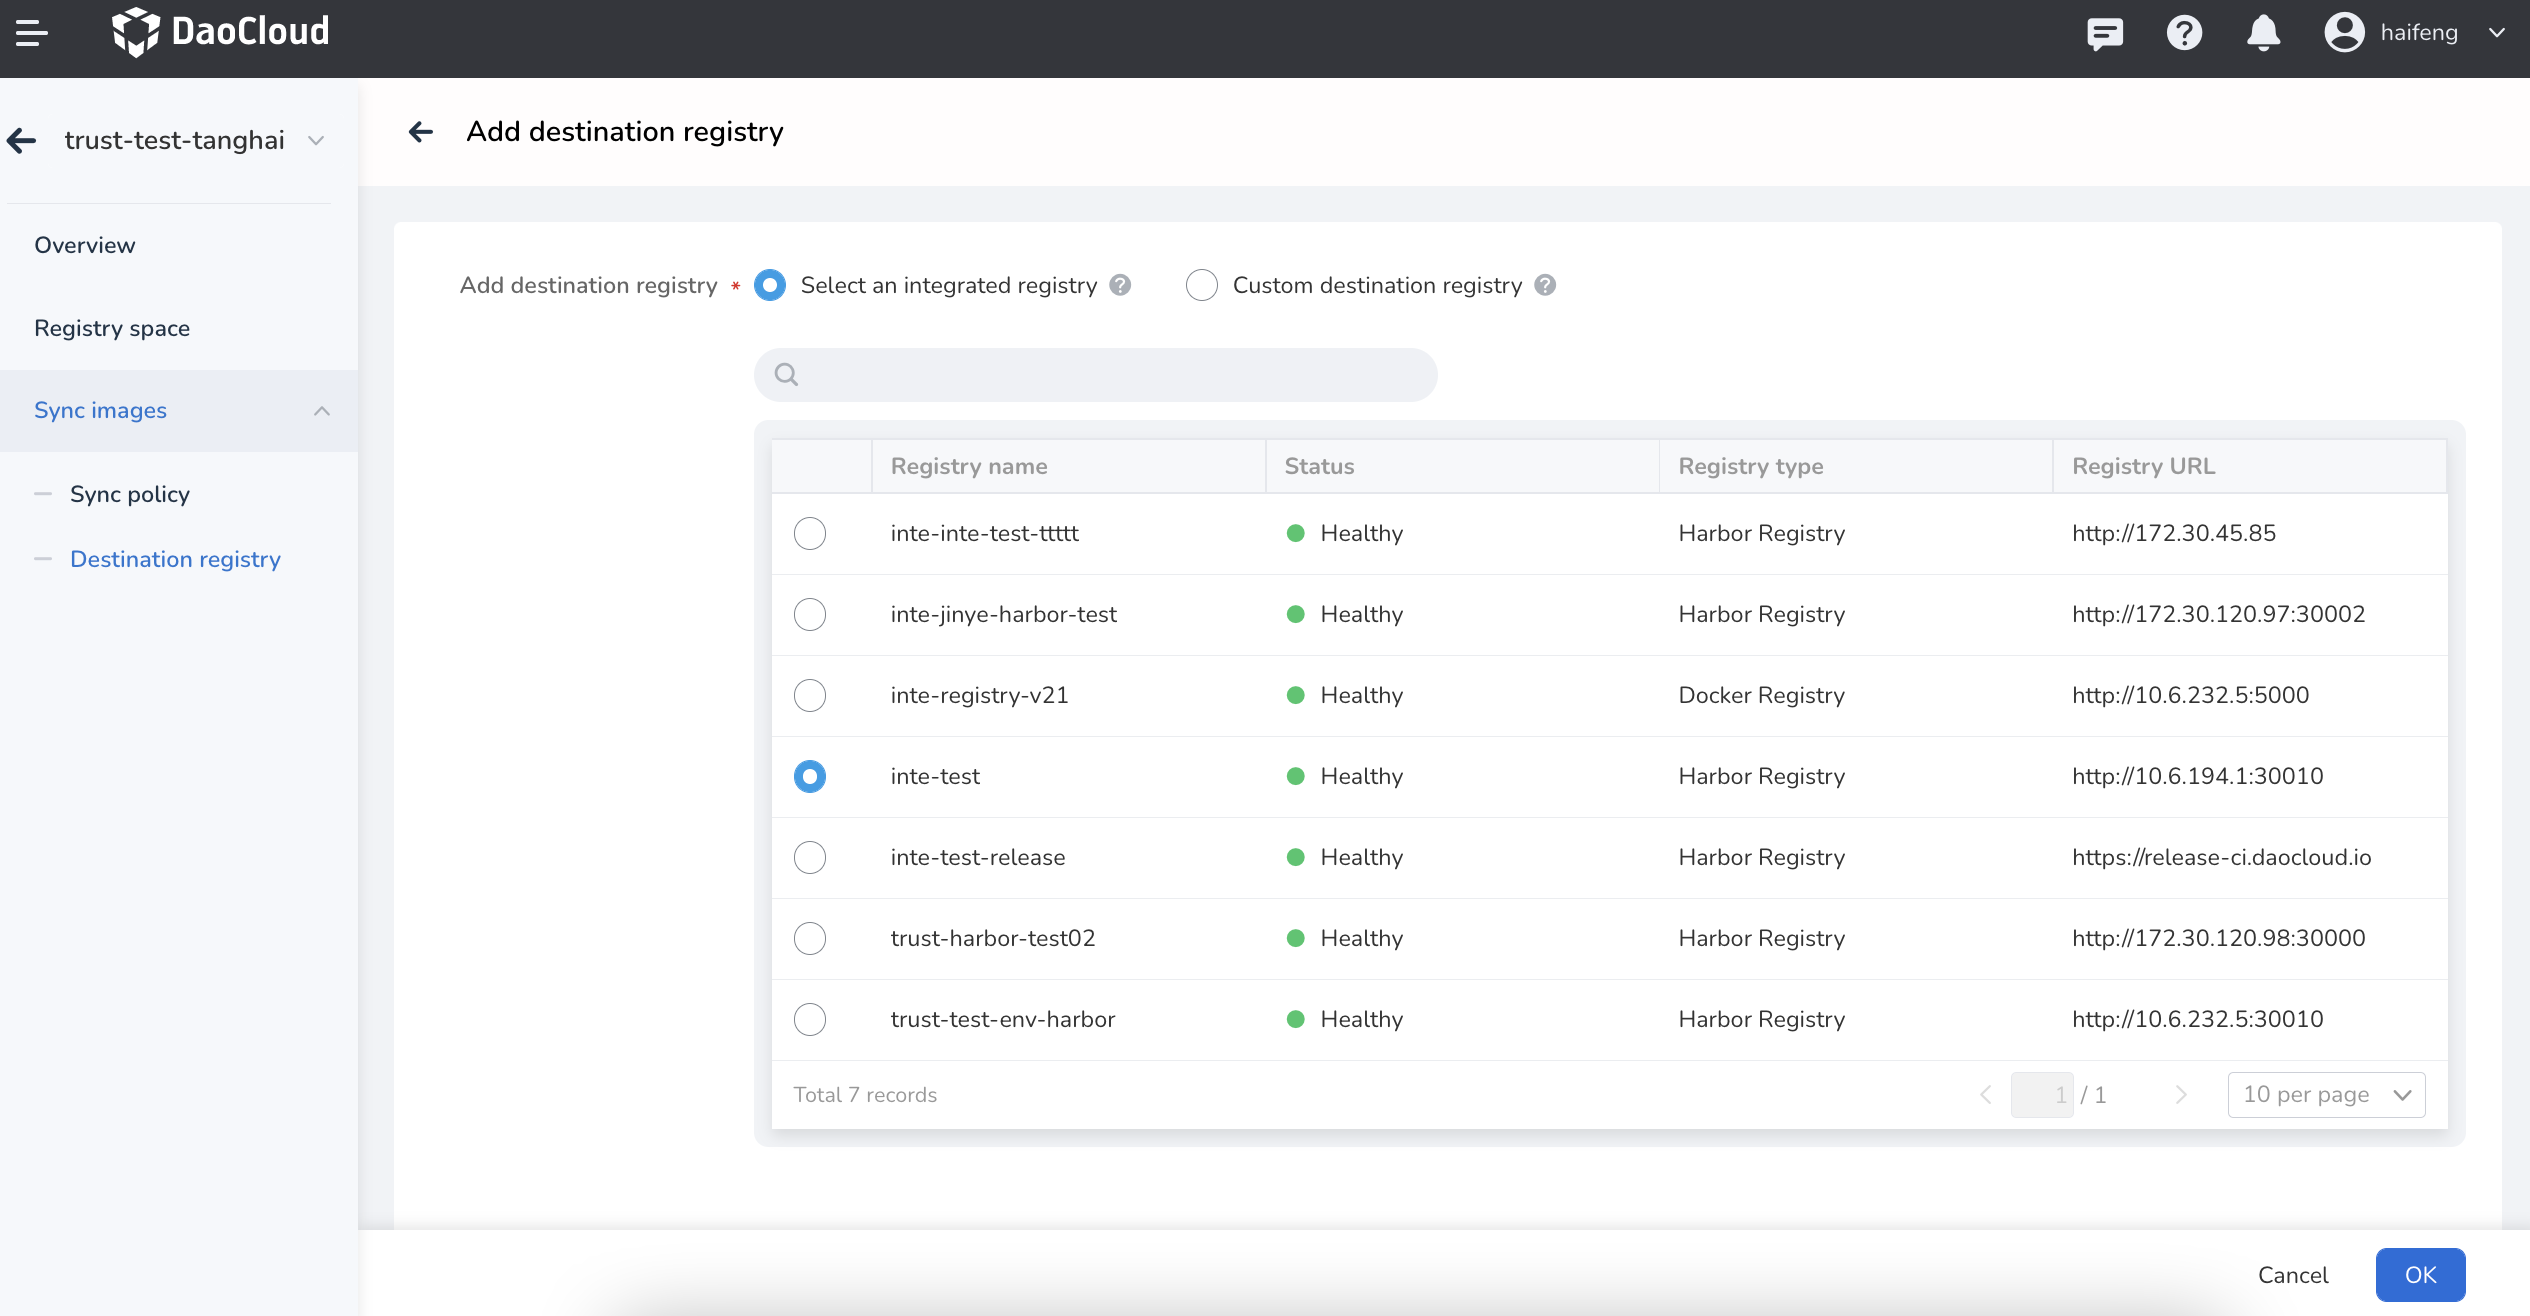 DaoCloud
haifeng
trust-test-tanghai
Add destination registry
Overview
Registry space
Sync images
Sync policy
Destination registry
Add destination registry * Select an integrated registry ? Custom destination registry ?
Registry name Status Registry type Registry URL
inte-inte-test-ttttt Healthy Harbor Registry http://172.30.45.85
inte-jinye-harbor-test Healthy Harbor Registry http://172.30.120.97:30002
inte-registry-v21 Healthy Docker Registry http://10.6.232.5:5000
inte-test Healthy Harbor Registry http://10.6.194.1:30010
inte-test-release Healthy Harbor Registry https://release-ci.daocloud.io
trust-harbor-test02 Healthy Harbor Registry http://172.30.120.98:30000
trust-test-env-harbor Healthy Harbor Registry http://10.6.232.5:30010
Total 7 records 1 / 1 10 per page
Cancel OK